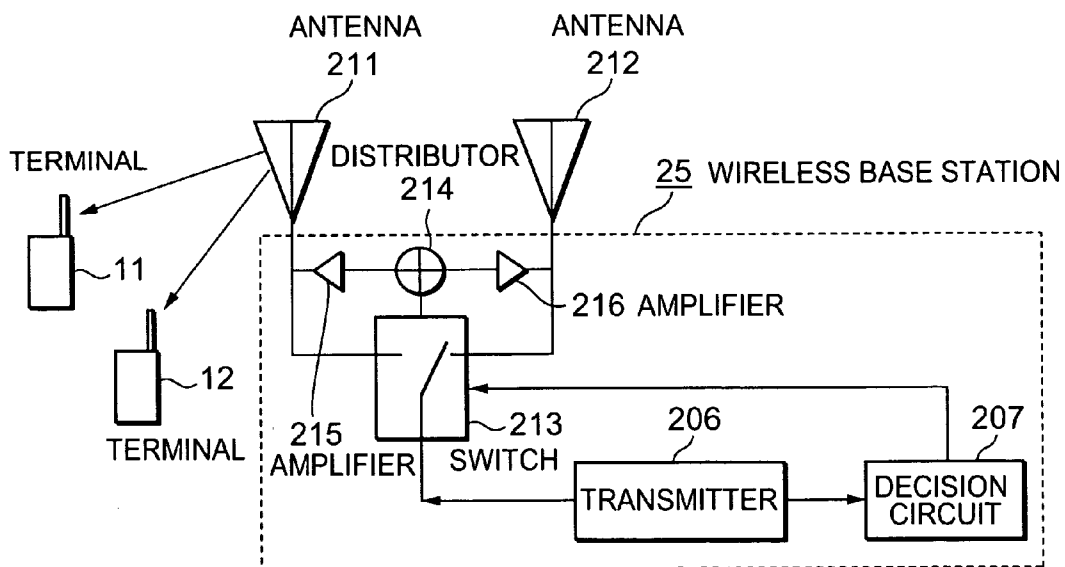 ANTENNA
211
ANTENNA
212
TERMINAL
DISTRIBUTOR
214
25 WIRELESS BASE STATION
11
216 AMPLIFIER
12
TERMINAL
215
AMPLIFIER
213
SWITCH
206
TRANSMITTER
207
DECISION
CIRCUIT